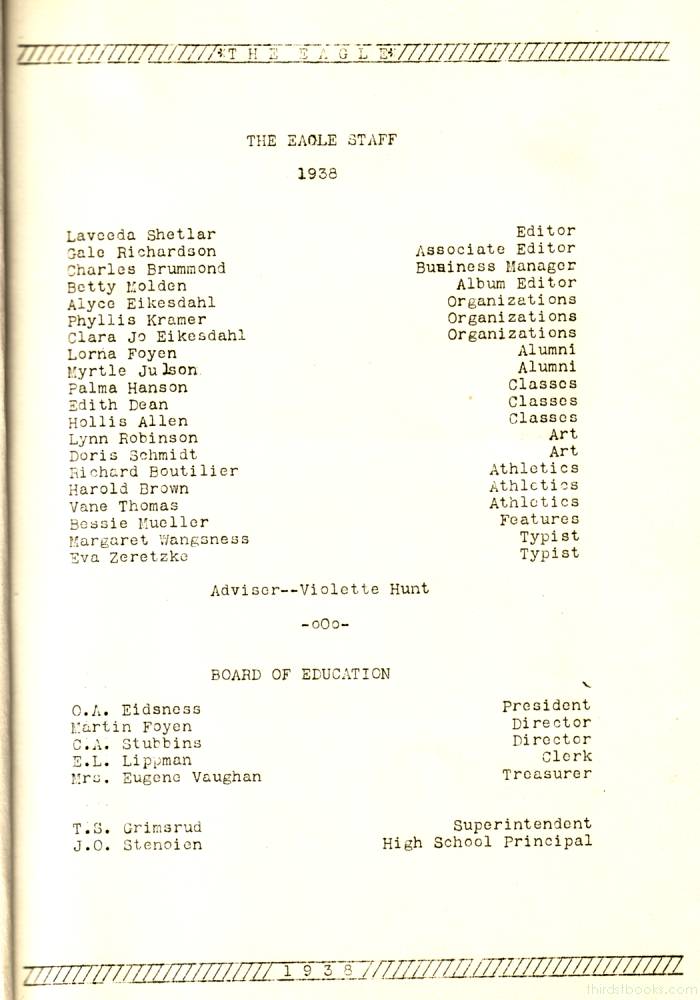 THE EAGLE
THE EAGLE STAFF
1938
Laveeda Shetlar Editor
Gale Richardson Associate Editor
Charles Brummond Business Manager
Betty Molden Album Editor
Alyce Eikesdahl Organizations
Phyllis Kramer Organizations
Clara Jo Eikesdahl Organizations
Lorna Foyen Alumni
Myrtle Julson Alumni
Palma Hanson Classes
Edith Dean Classes
Hollis Allen Classes
Lynn Robinson Art
Doris Schmidt Art
Richard Boutilier Athletics
Harold Brown Athletics
Vane Thomas Athletics
Bessie Mueller Features
Margaret Wangsness Typist
Eva Zeretzke Typist
Adviser--Violette Hunt
-oOo-
BOARD OF EDUCATION
O.A. Eidsness President
Martin Foyen Director
C.A. Stubbins Director
E.L. Lippman Clerk
Mrs. Eugene Vaughan Treasurer
T.S. Grimsrud Superintendent
J.O. Stenoien High School Principal
1938
thirdstbooks.com